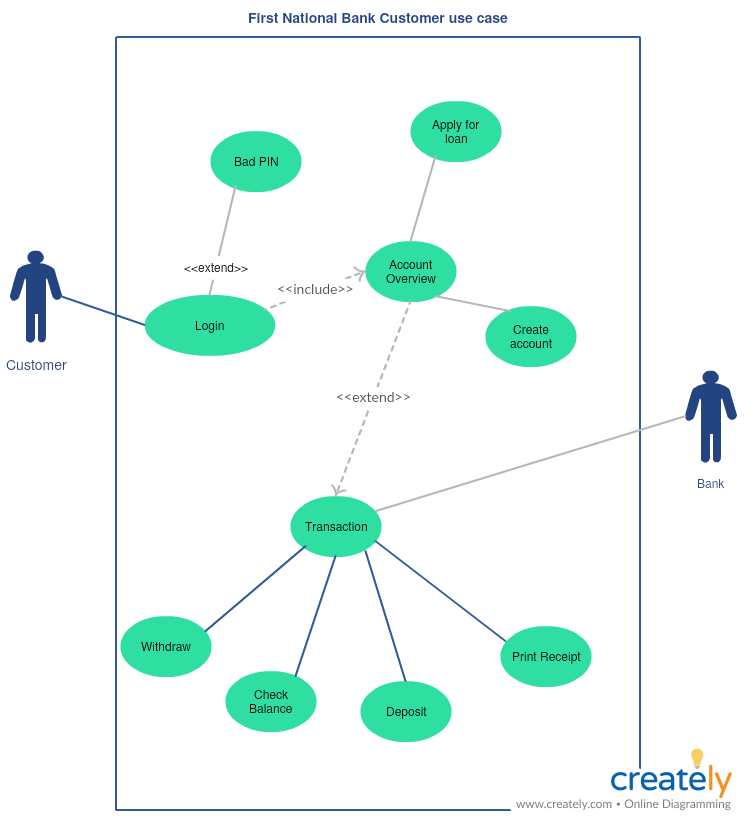 First National Bank Customer use case
Apply for
loan
Bad PIN
<<extend>>
Account
Overview
<<include>>
Login
Create
account
Customer
<<extend>>
Bank
Transaction
Withdraw
Print Receipt
Check
Balance
Deposit
creately
www.creately.com • Online Diagramming